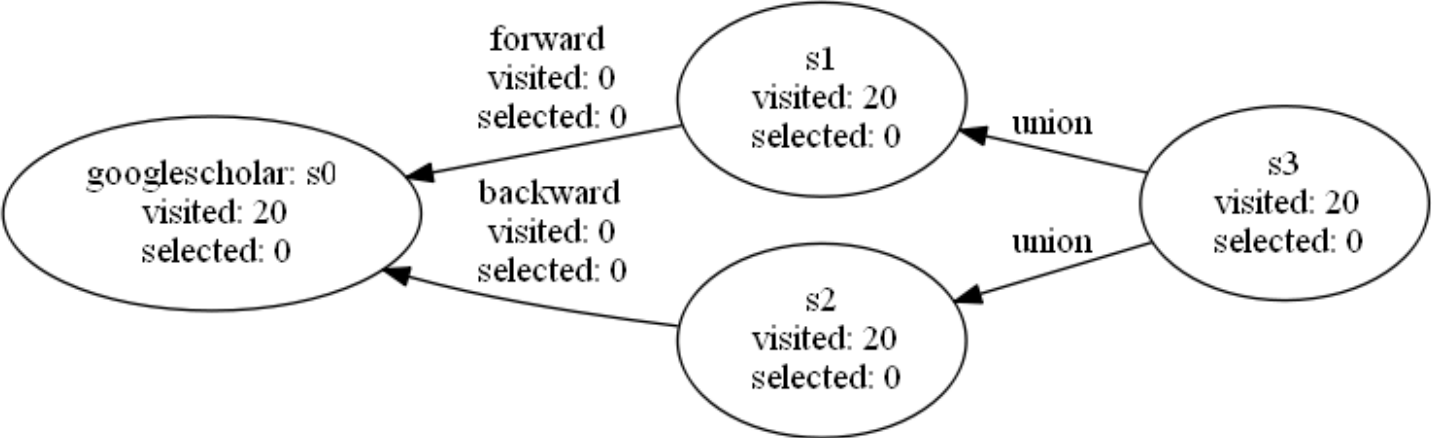 forward
visited: 0
selected: 0
s1
visited: 20
selected: 0
union
googlescholar: s0
visited: 20
selected: 0
backward
visited: 0
selected: 0
s3
visited: 20
selected: 0
union
s2
visited: 20
selected: 0